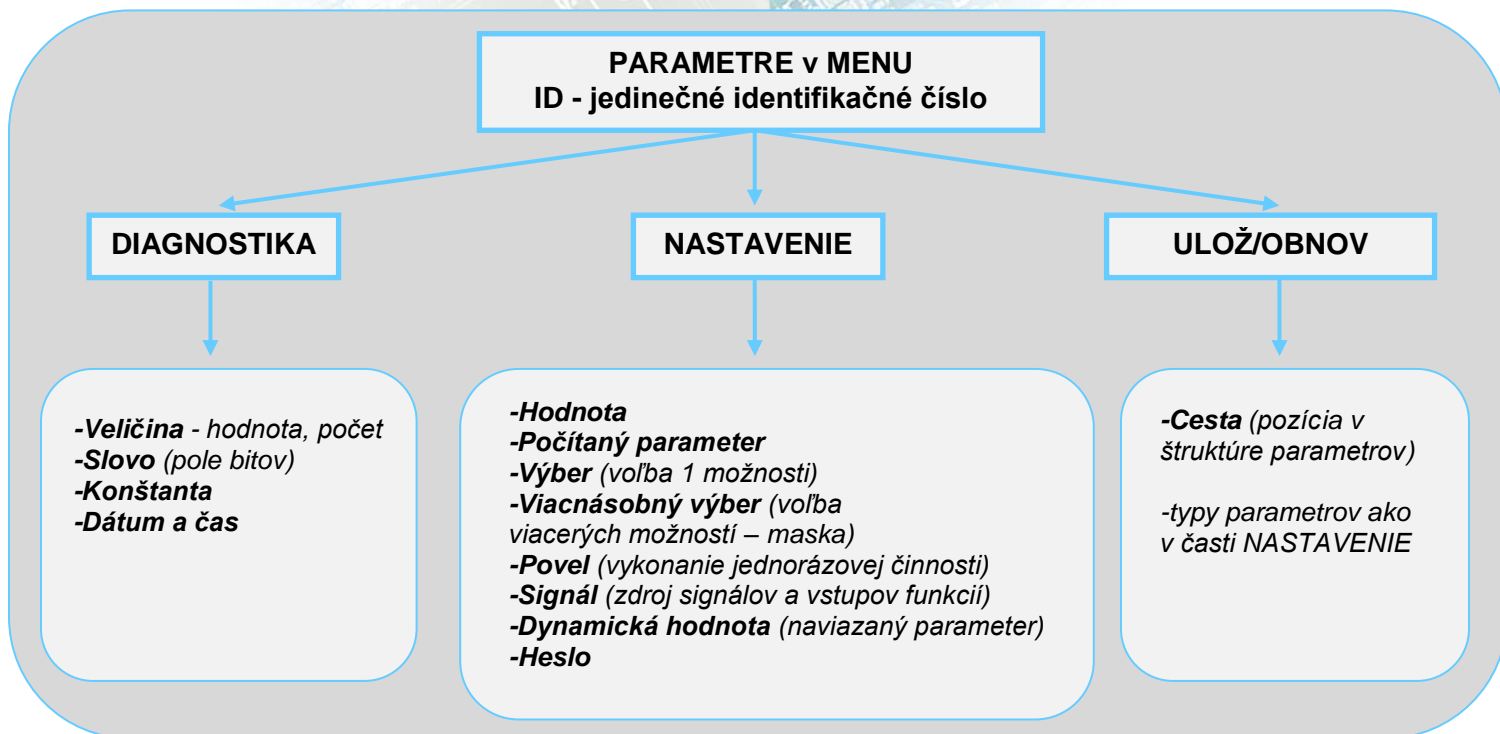 PARAMETRE v MENU
ID - jedinečné identifikačné číslo
DIAGNOSTIKA
NASTAVENIE
ULOŽ/OBNOV
-Veličina - hodnota, počet
-Slovo (pole bitov)
-Konštanta
-Dátum a čas
-Hodnota
-Počítaný parameter
-Výber (voľba 1 možnosti)
-Viacnásobný výber (voľba
viacerých možností – maska)
-Povel (vykonanie jednorázovej činnosti)
-Signál (zdroj signálov a vstupov funkcií)
-Dynamická hodnota (naviazaný parameter)
-Heslo
-Cesta (pozícia v
štruktúre parametrov)
-typy parametrov ako
v časti NASTAVENIE